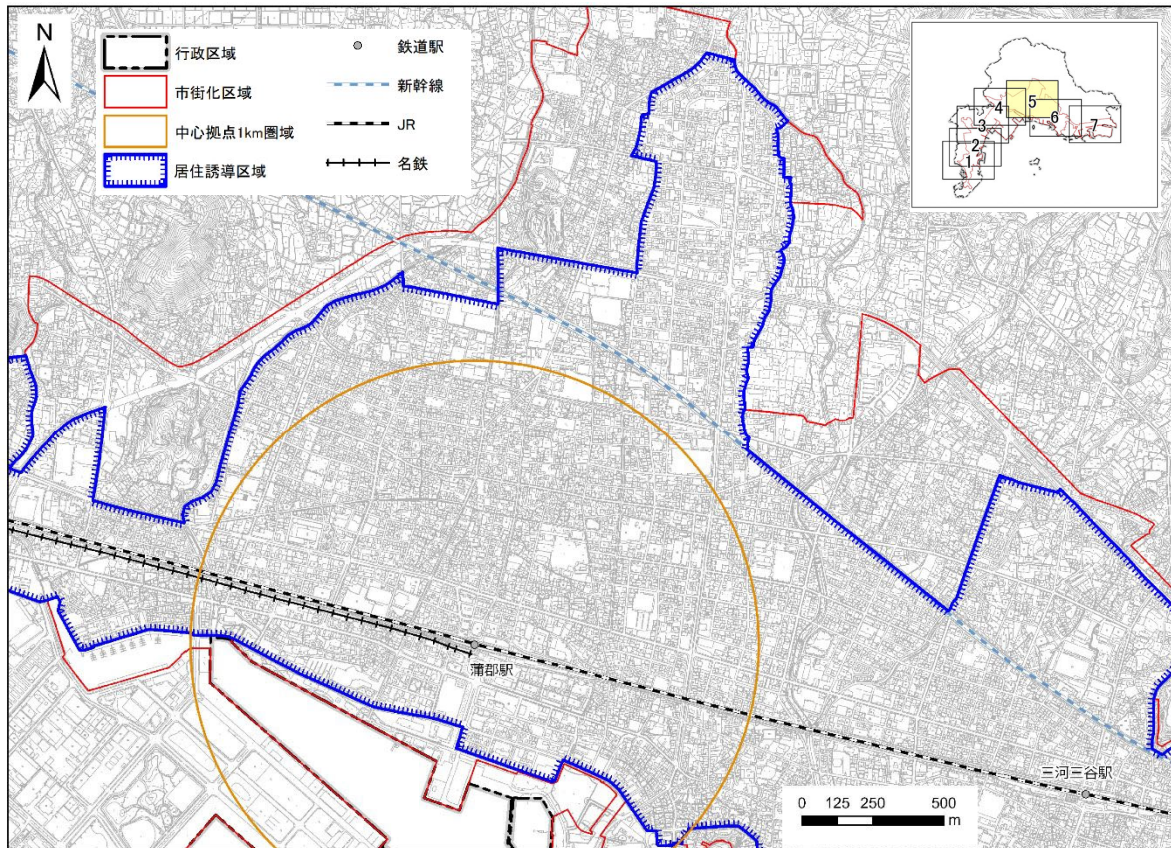 N
行政区域
市街化区域
中心拠点1km圏域
居住誘導区域
鉄道駅
新幹線
JR
名鉄
5
4
6
7
3
2
1
蒲郡駅
三河三谷駅
0 125 250 500
m